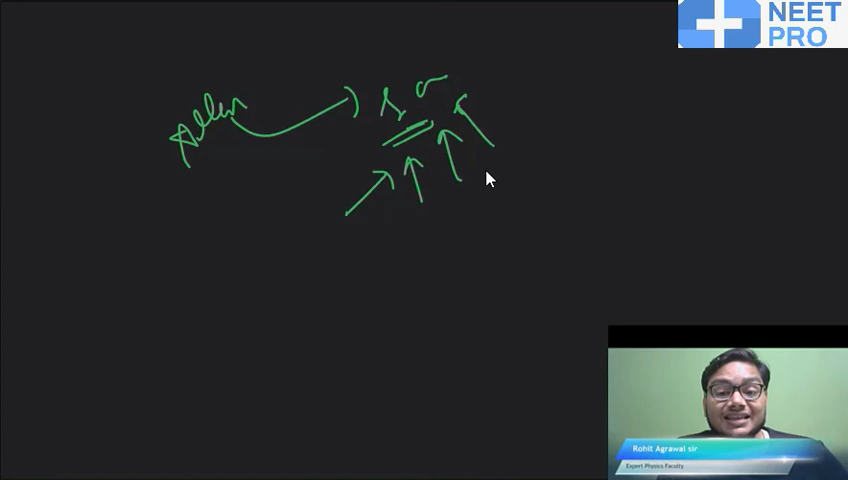 NEET
PRO
Allen
Rohit Agrawal sir
Expert Physics Faculty